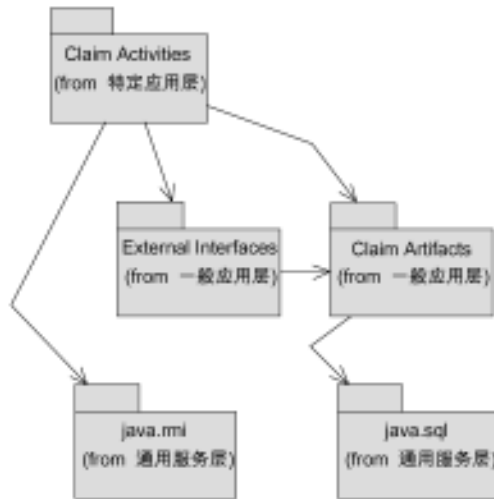 Claim Activities
(from 特定应用层)
External Interfaces
(from 一般应用层)
Claim Artifacts
(from 一般应用层)
java.rmi
(from 通用服务层)
java.sql
(from 通用服务层)